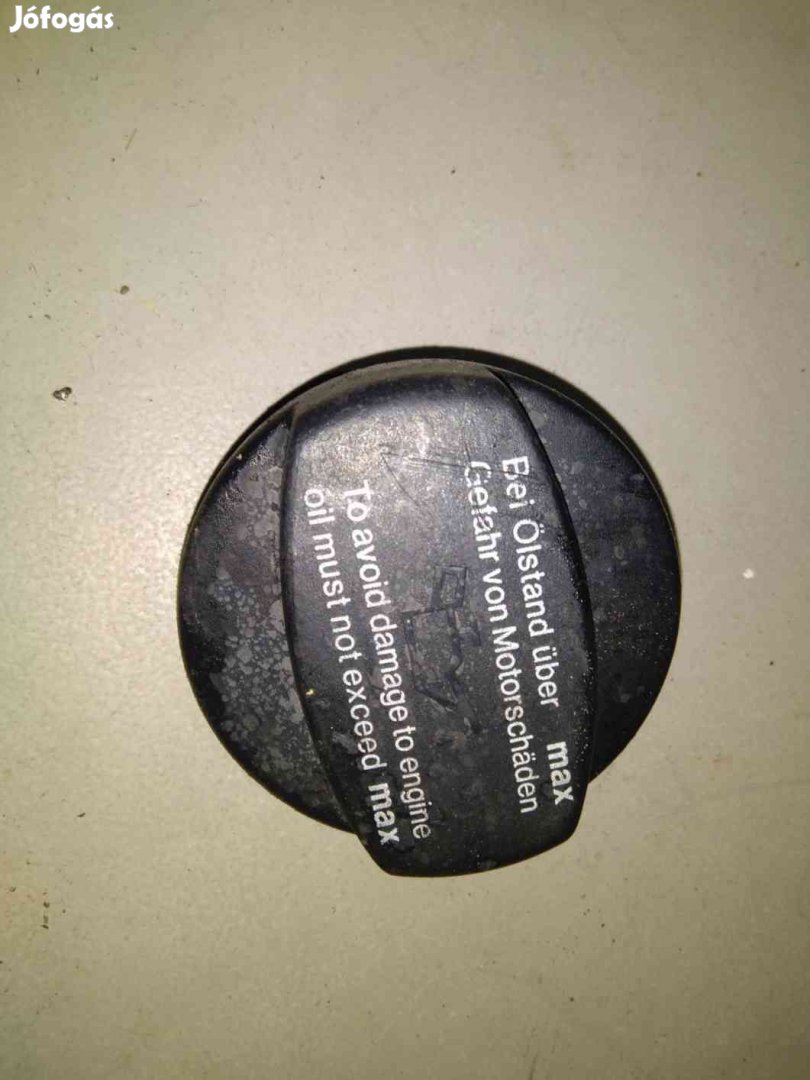 Jófogás
Bei Ölstand über max
Gefahr von Motorschäden
To avoid damage to engine
oil must not exceed max